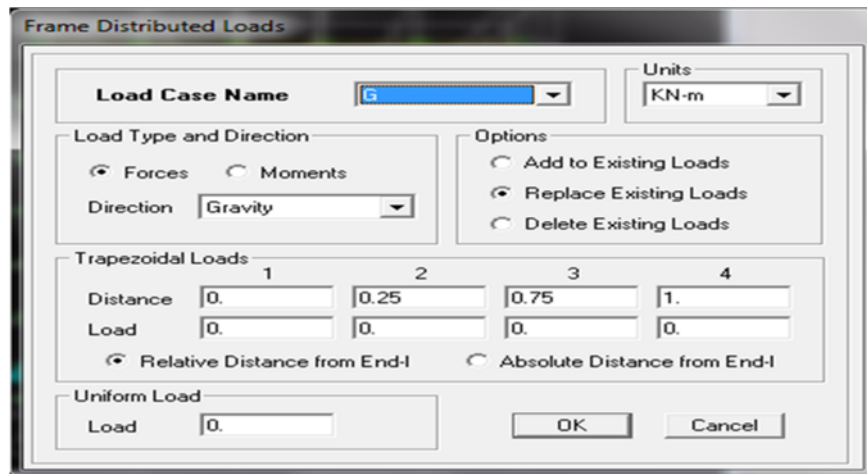 Frame Distributed Loads
Load Case Name G
Units
KN-m
Load Type and Direction
Forces Moments
Direction Gravity
Options
Add to Existing Loads
Replace Existing Loads
Delete Existing Loads
Trapezoidal Loads
1 2 3 4
Distance 0. 0.25 0.75 1.
Load 0. 0. 0. 0.
Relative Distance from End-I Absolute Distance from End-I
Uniform Load
Load 0.
OK Cancel